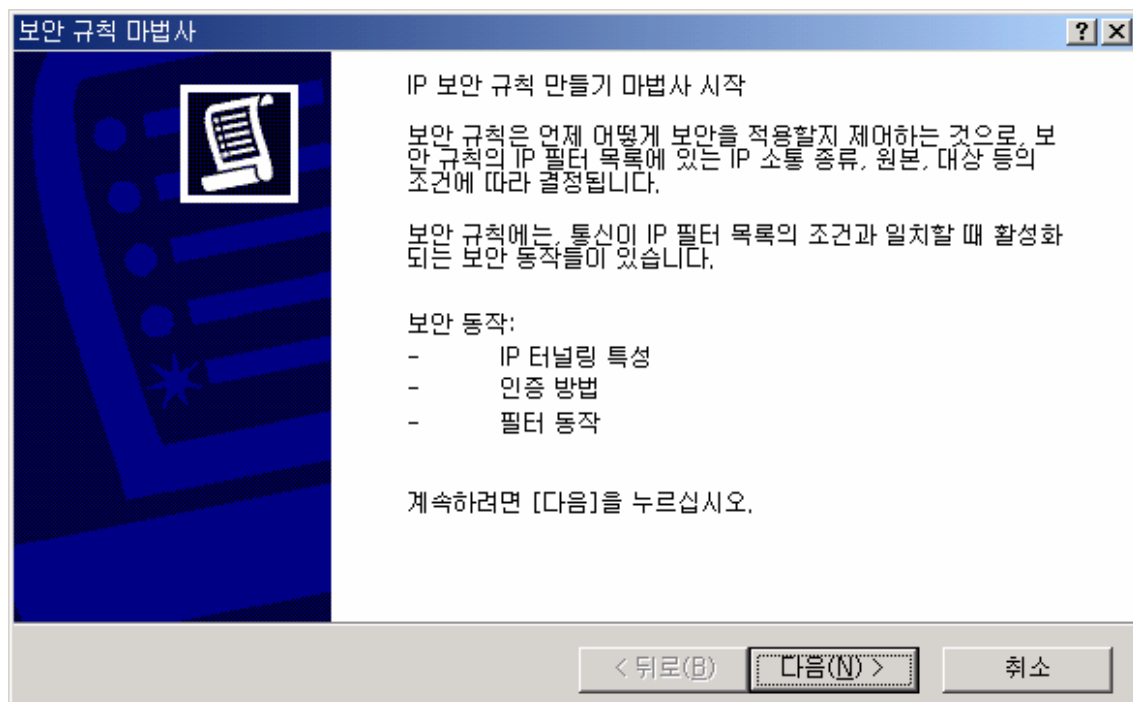 보안 규칙 마법사
IP 보안 규칙 만들기 마법사 시작
보안 규칙은 언제 어떻게 보안을 적용할지 제어하는 것으로, 보
안 규칙의 IP 필터 목록에 있는 IP 소통 종류, 원본, 대상 등의
조건에 따라 결정됩니다.
보안 규칙에는, 통신이 IP 필터 목록의 조건과 일치할 때 활성화
되는 보안 동작들이 있습니다.
보안 동작:
- IP 터널링 특성
- 인증 방법
- 필터 동작
계속하려면 [다음]을 누르십시오.
< 뒤로(B) 다음(N) > 취소